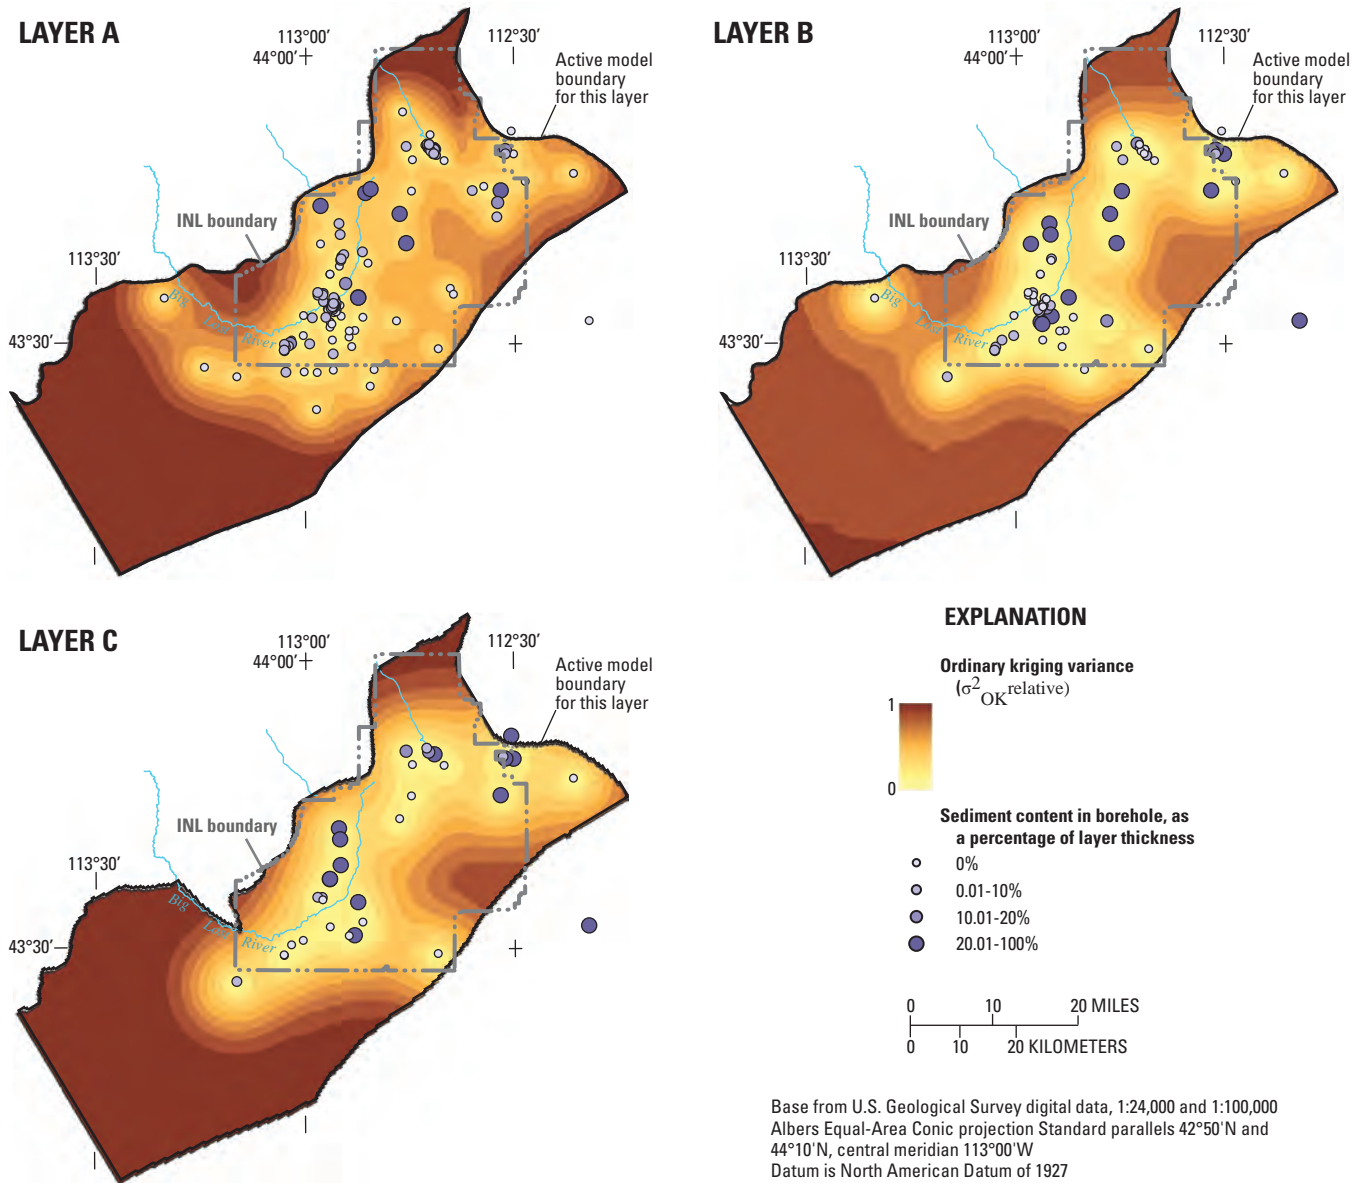 LAYER A
113°00'
112°30'
44°00'
Active model
boundary
for this layer
INL boundary
113°30'
Big
Lost
River
43°30'
LAYER B
113°00'
112°30'
44°00'
Active model
boundary
for this layer
INL boundary
113°30'
Big
Lost
River
43°30'
LAYER C
113°00'
112°30'
44°00'
Active model
boundary
for this layer
INL boundary
113°30'
Big
Lost
River
43°30'
EXPLANATION
Ordinary kriging variance
(σ²OK relative)
1
0
Sediment content in borehole, as
a percentage of layer thickness
0%
0.01-10%
10.01-20%
20.01-100%
0 10 20 MILES
0 10 20 KILOMETERS
Base from U.S. Geological Survey digital data, 1:24,000 and 1:100,000
Albers Equal-Area Conic projection Standard parallels 42°50'N and
44°10'N, central meridian 113°00'W
Datum is North American Datum of 1927